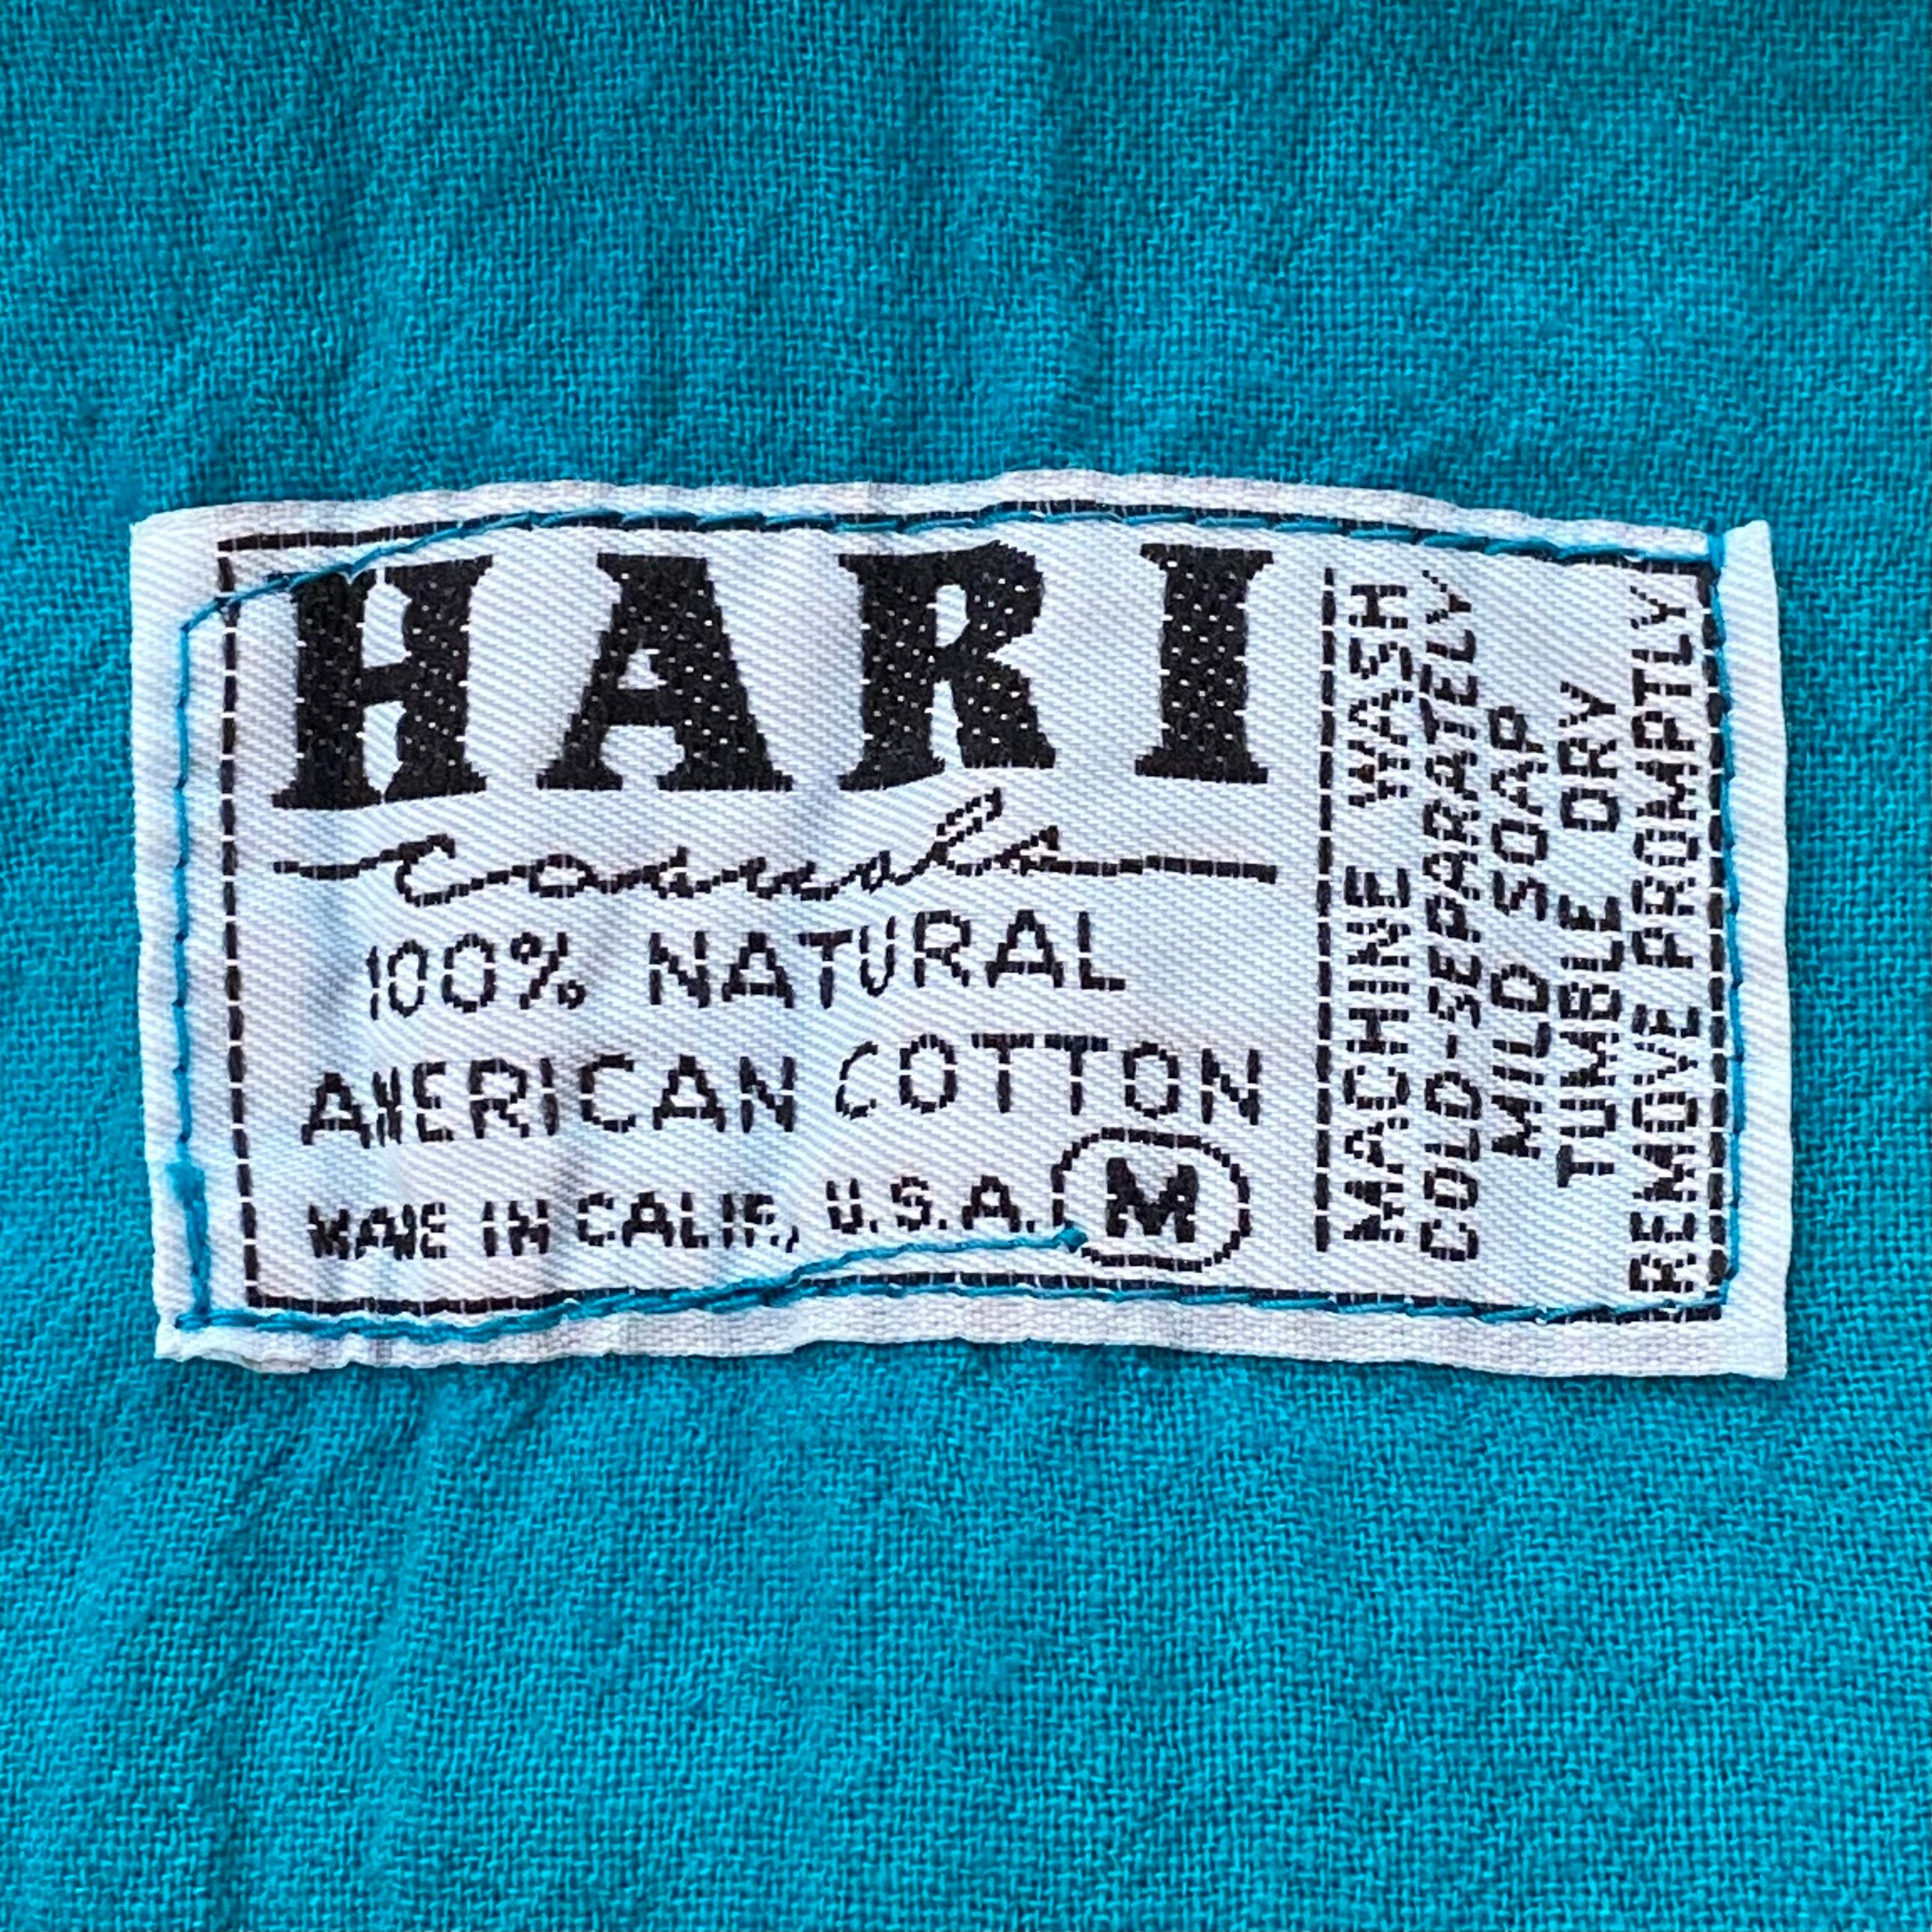 HARI
casuals
100% NATURAL
AMERICAN COTTON
MADE IN CALIF., U.S.A. M
MACHINE WASH
COLD-SEPARATELY
MILD SOAP
TUMBLE DRY
REMOVE PROMPTLY